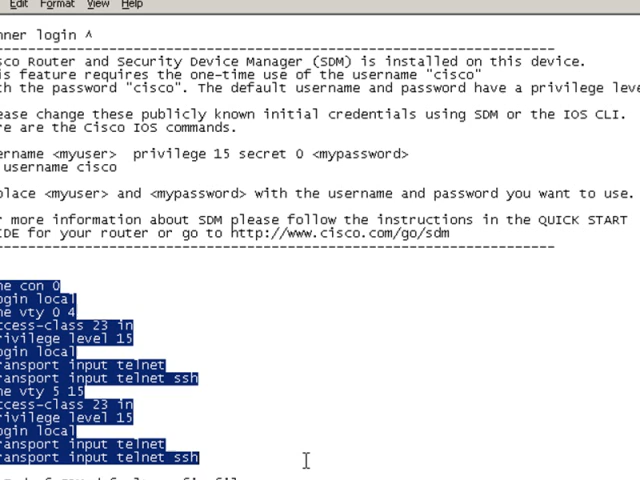 Edit Format View Help
nner login ^
sco Router and Security Device Manager (SDM) is installed on this device.
is feature requires the one-time use of the username "cisco"
th the password "cisco". The default username and password have a privilege leve
ease change these publicly known initial credentials using SDM or the IOS CLI.
re are the Cisco IOS commands.
ername <myuser>  privilege 15 secret 0 <mypassword>
username cisco
place <myuser> and <mypassword> with the username and password you want to use.
r more information about SDM please follow the instructions in the QUICK START
IDE for your router or go to http://www.cisco.com/go/sdm
ne con 0
ogin local
ne vty 0 4
ccess-class 23 in
rivilege level 15
ogin local
ransport input telnet
ransport input telnet ssh
ne vty 5 15
ccess-class 23 in
rivilege level 15
ogin local
ransport input telnet
ransport input telnet ssh